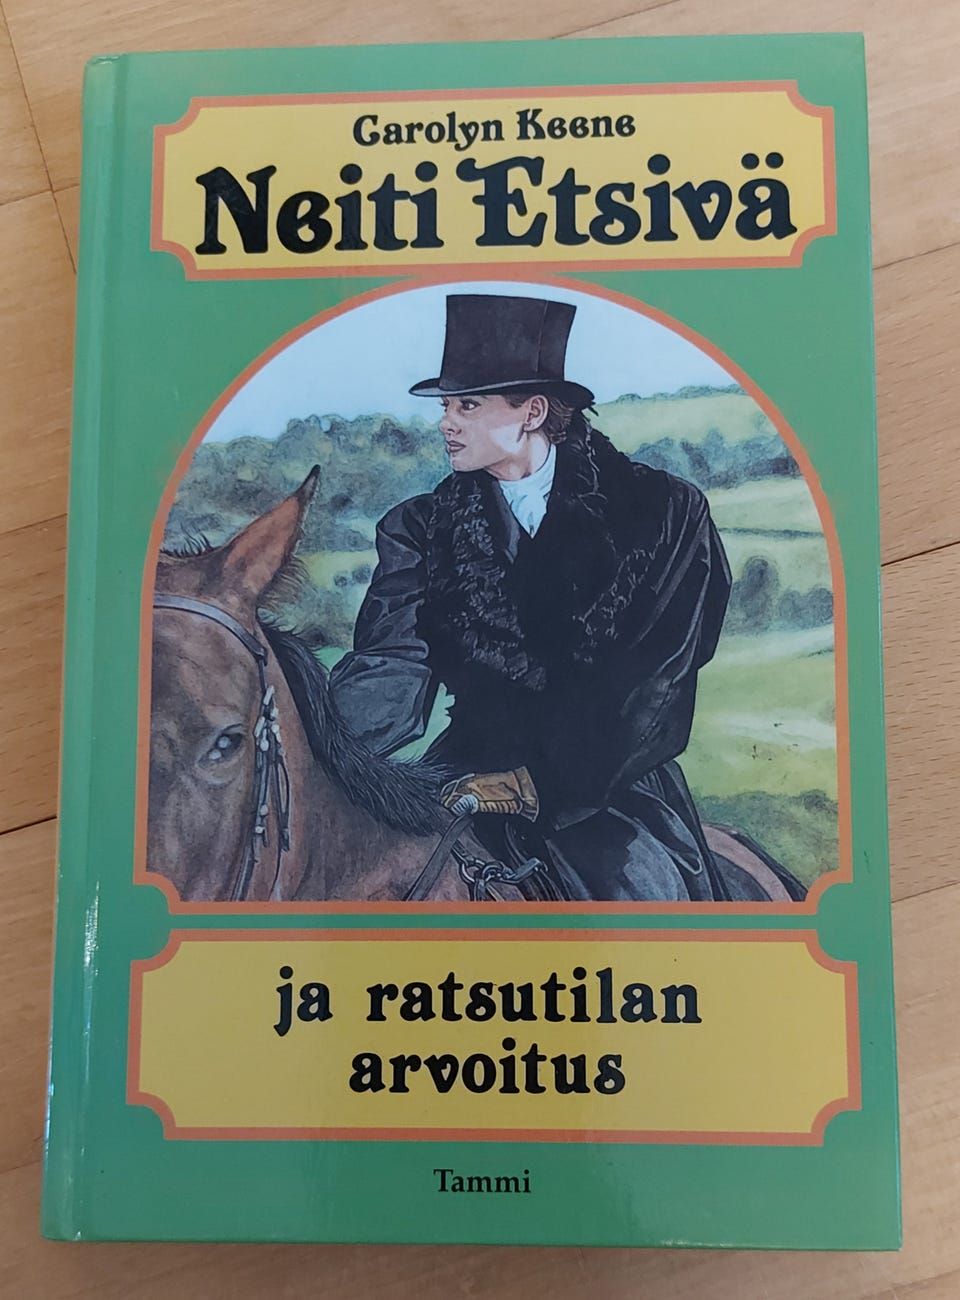 Carolyn Keene
Neiti Etsivä
ja ratsutilan
arvoitus
Tammi